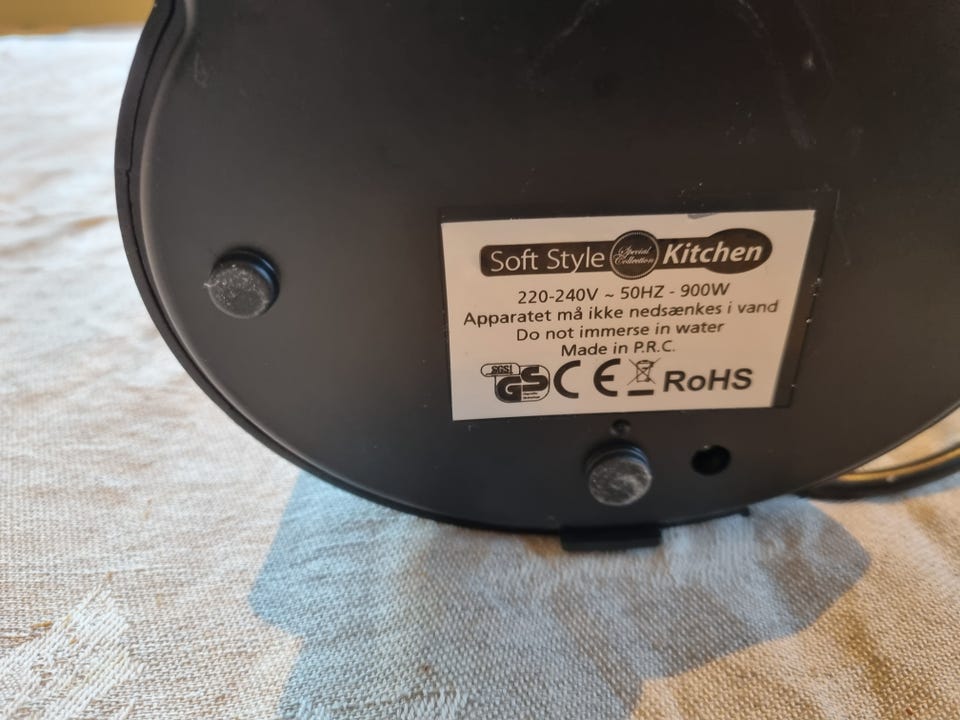 Soft Style Special Collection Kitchen
220-240V ~ 50HZ - 900W
Apparatet må ikke nedsænkes i vand
Do not immerse in water
Made in P.R.C.
SGS GS CE RoHS